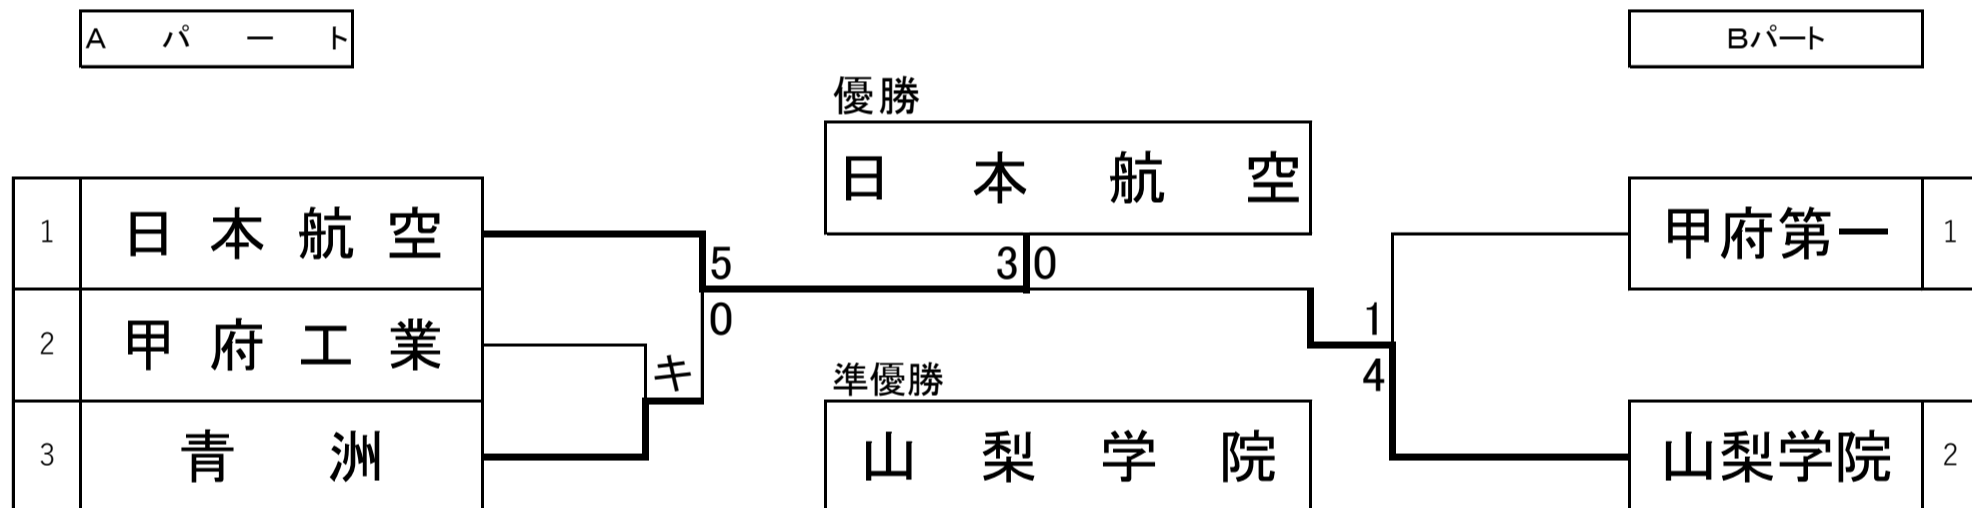 A パート
Bパート
優勝
日本航空
1 日本航空
甲府第一 1
5
3 0
0
2 甲府工業
1
キ
4
準優勝
3 青洲
山梨学院
山梨学院 2